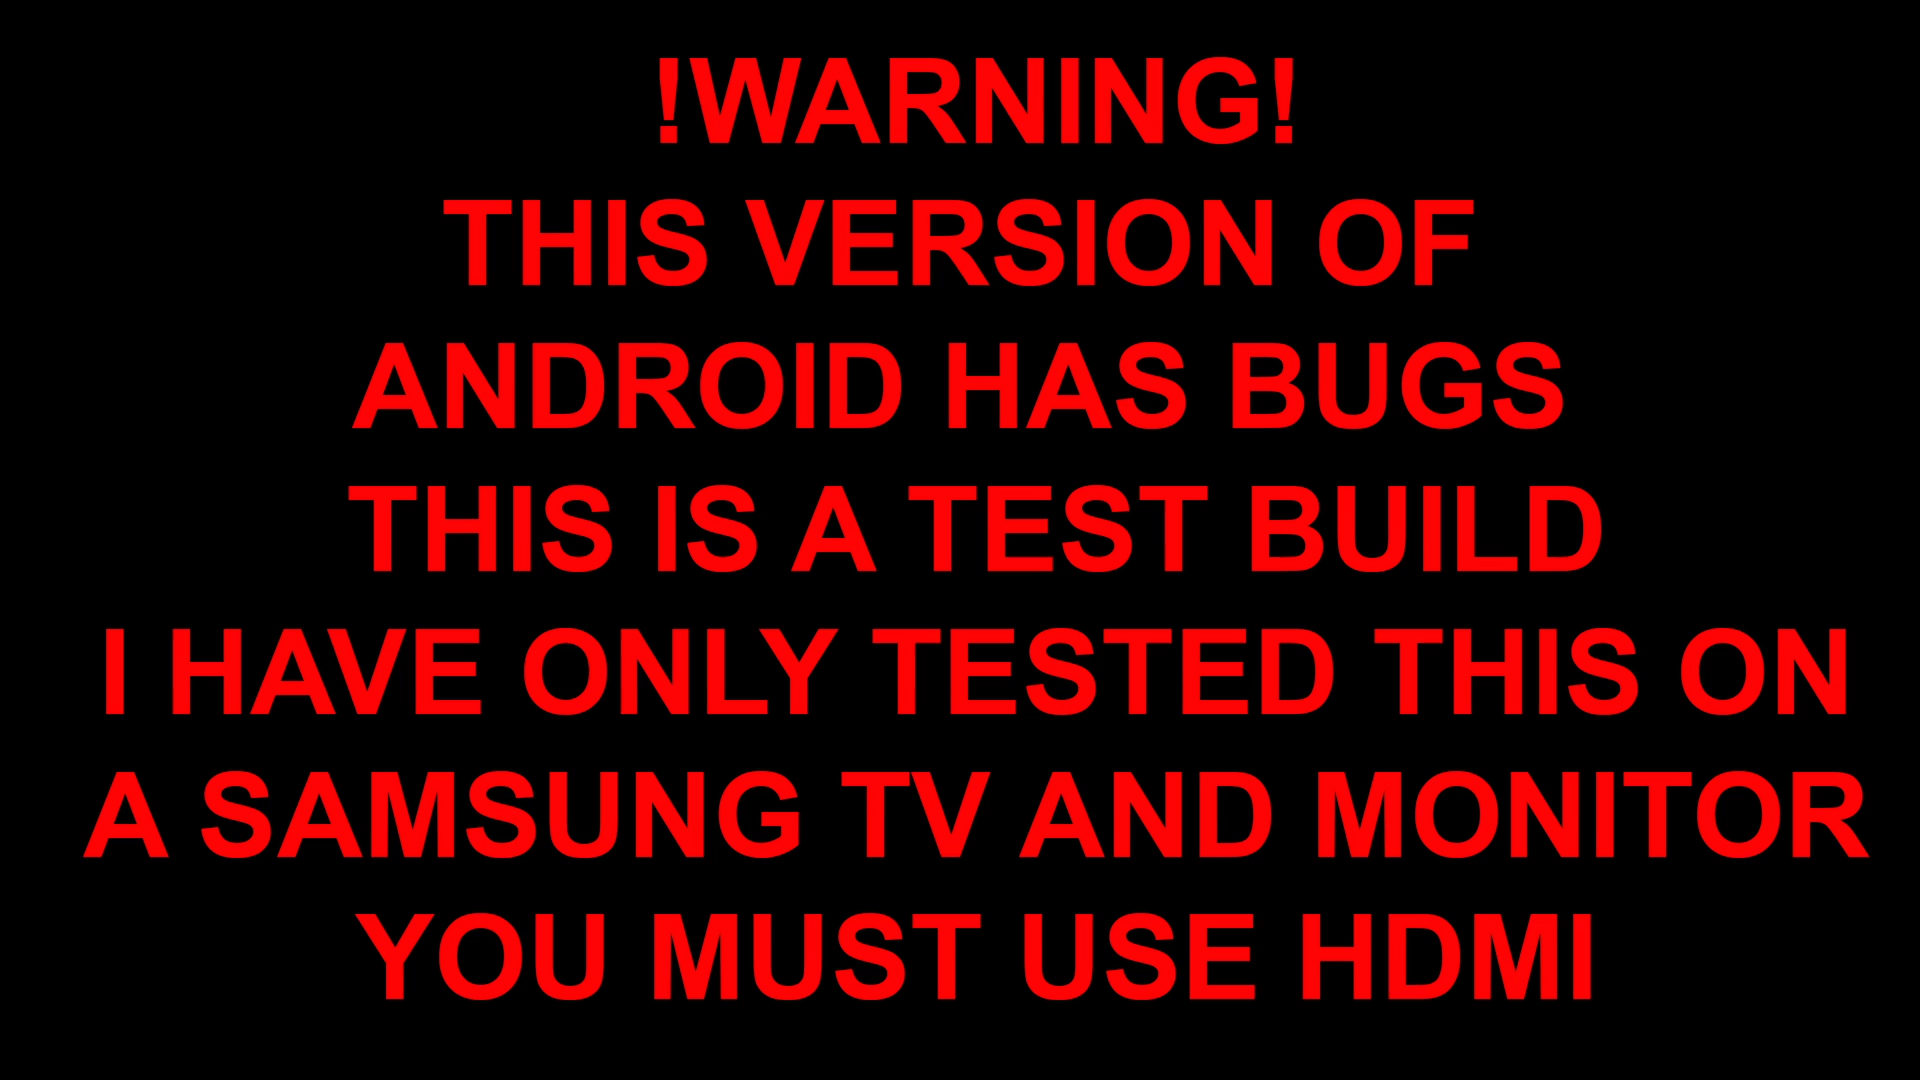 !WARNING!
THIS VERSION OF
ANDROID HAS BUGS
THIS IS A TEST BUILD
I HAVE ONLY TESTED THIS ON
A SAMSUNG TV AND MONITOR
YOU MUST USE HDMI